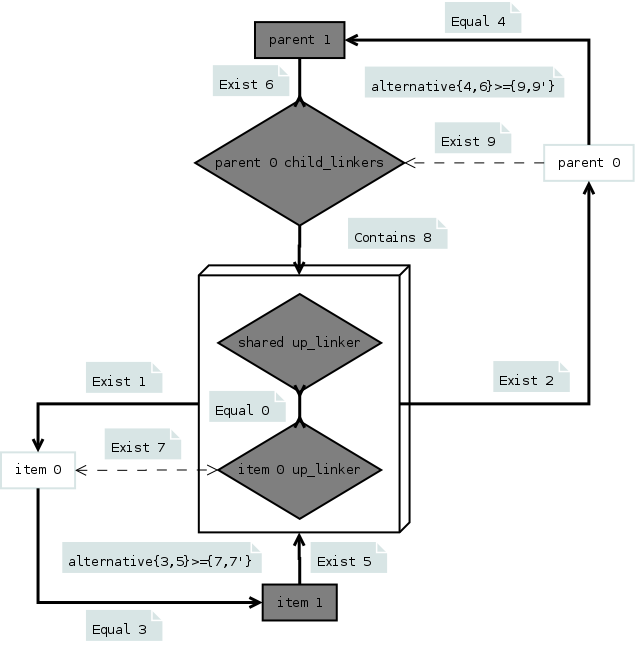 Equal 4
parent 1
Exist 6
alternative{4,6}>={9,9'}
Exist 9
parent 0 child_linkers
parent 0
Contains 8
shared up_linker
Exist 1
Exist 2
Equal 0
Exist 7
item 0
item 0 up_linker
alternative{3,5}>={7,7'}
Exist 5
item 1
Equal 3